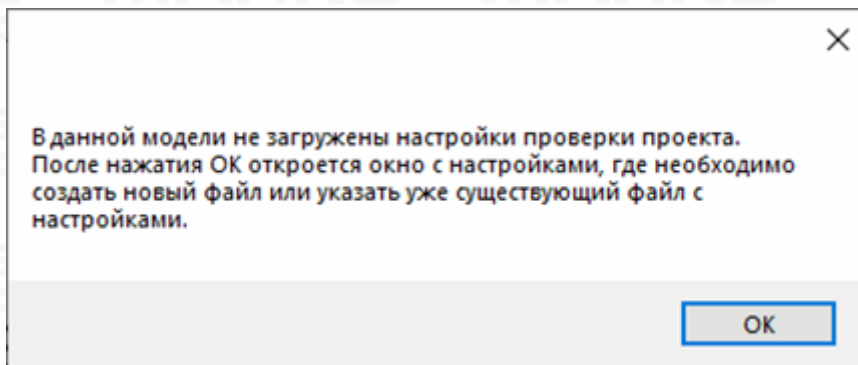 В данной модели не загружены настройки проверки проекта.
После нажатия ОК откроется окно с настройками, где необходимо
создать новый файл или указать уже существующий файл с
настройками.
ОК